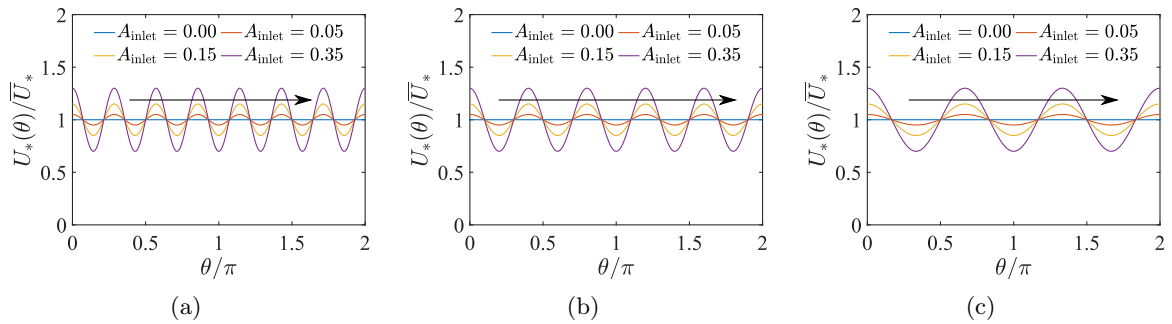 2
A_inlet = 0.00 A_inlet = 0.05
A_inlet = 0.15 A_inlet = 0.35
1.5
1
0.5
0
0 0.5 1 1.5 2
U_*(θ)/U̅_*
θ/π
(a)
2
A_inlet = 0.00 A_inlet = 0.05
A_inlet = 0.15 A_inlet = 0.35
1.5
1
0.5
0
0 0.5 1 1.5 2
U_*(θ)/U̅_*
θ/π
(b)
2
A_inlet = 0.00 A_inlet = 0.05
A_inlet = 0.15 A_inlet = 0.35
1.5
1
0.5
0
0 0.5 1 1.5 2
U_*(θ)/U̅_*
θ/π
(c)